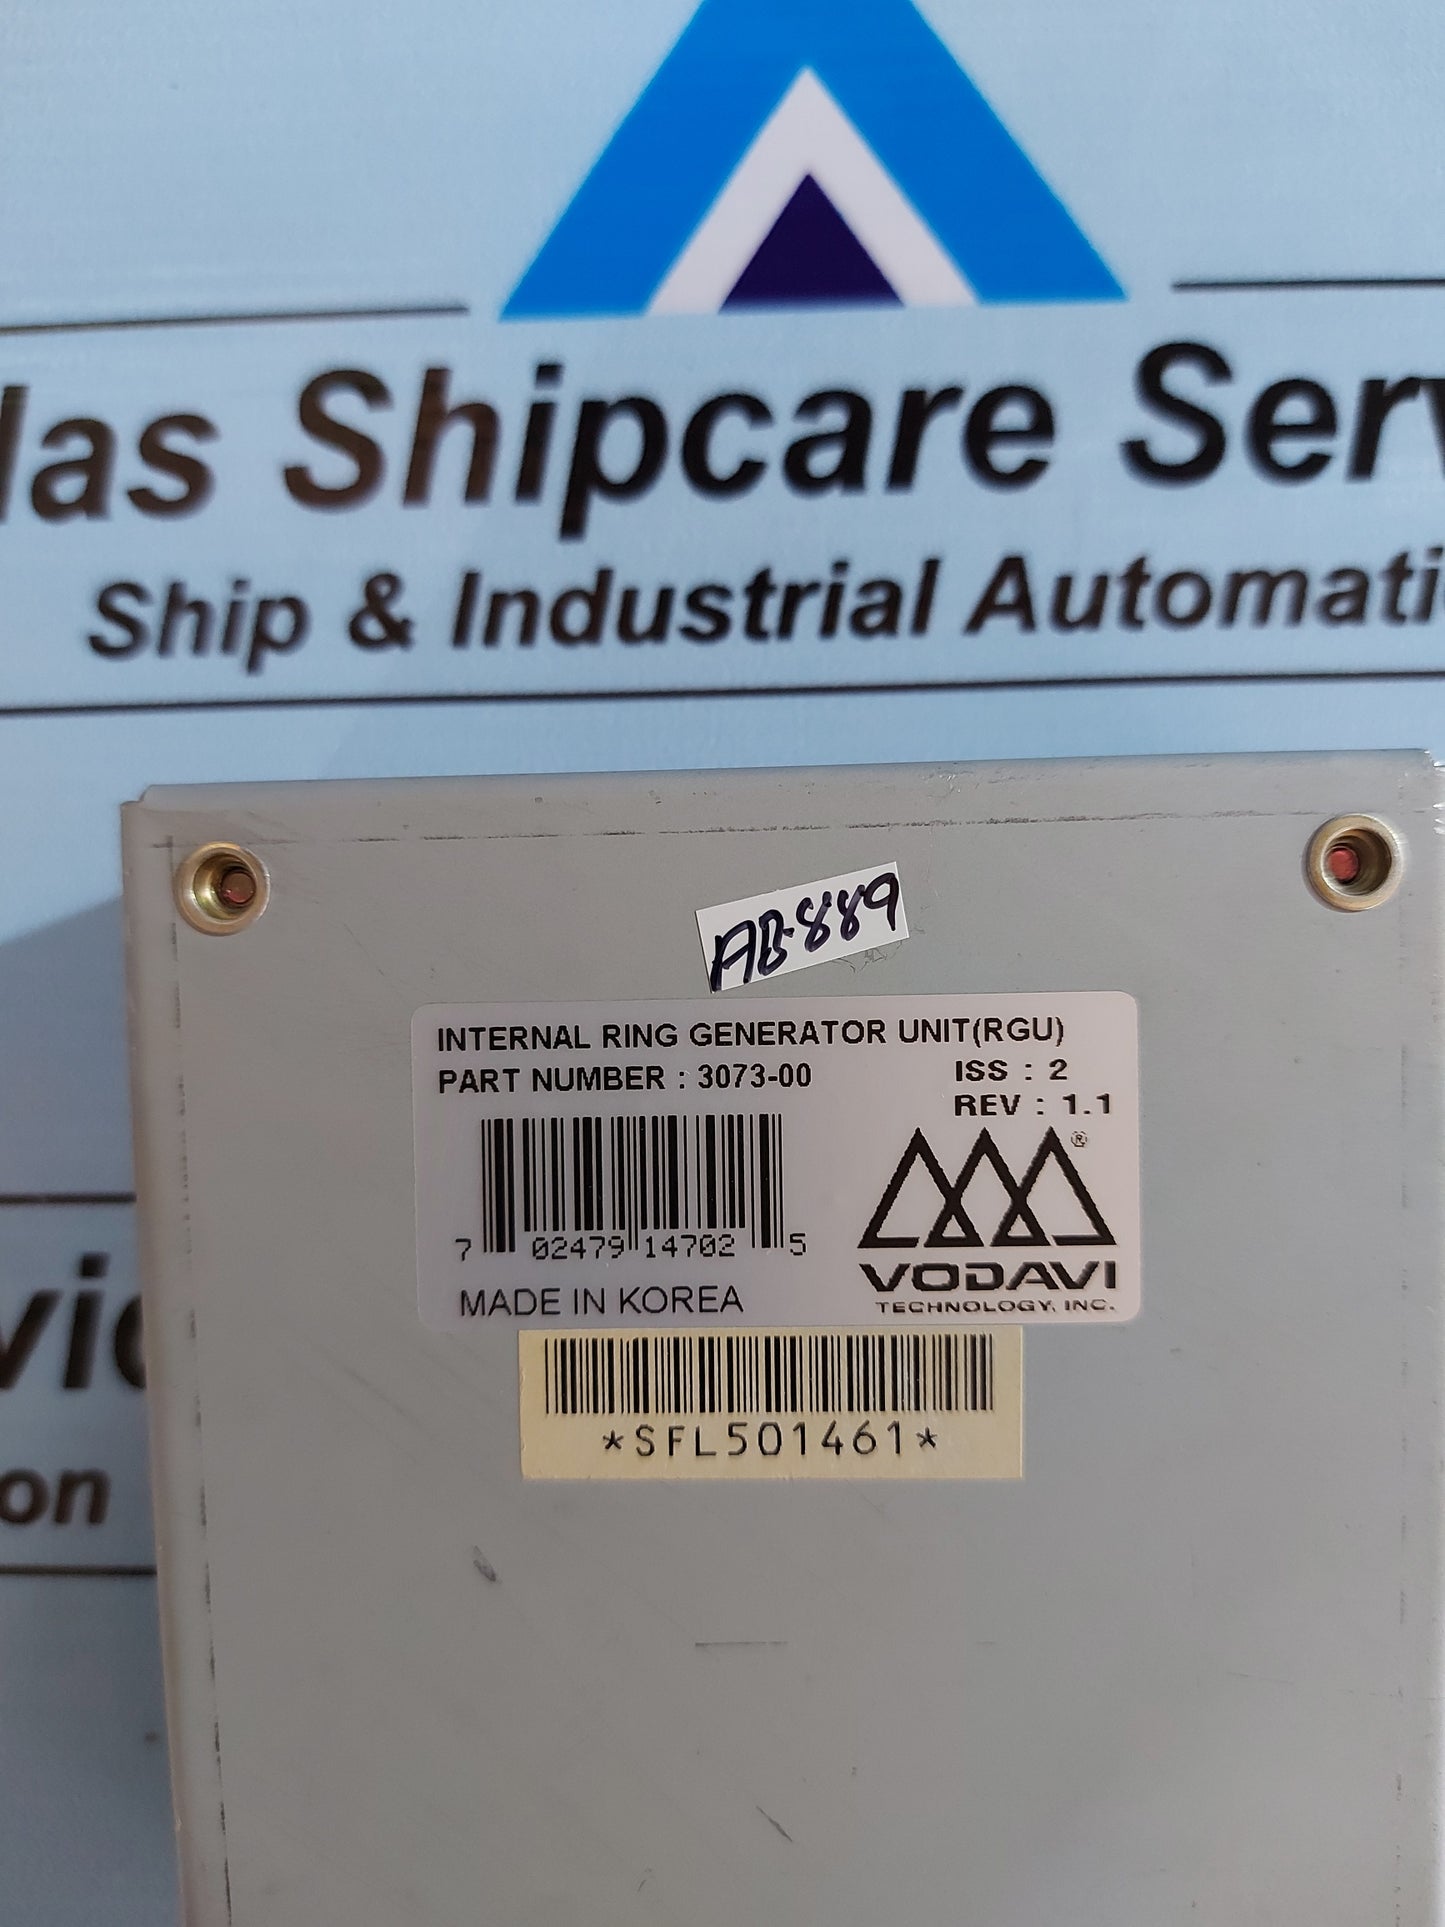 las Shipcare Serv
Ship & Industrial Automati
vic
on
AB-889
INTERNAL RING GENERATOR UNIT(RGU)
PART NUMBER : 3073-00
ISS : 2
REV : 1.1
®
7 02479 14702 5
MADE IN KOREA
VODAVI
TECHNOLOGY, INC.
*SFL501461*